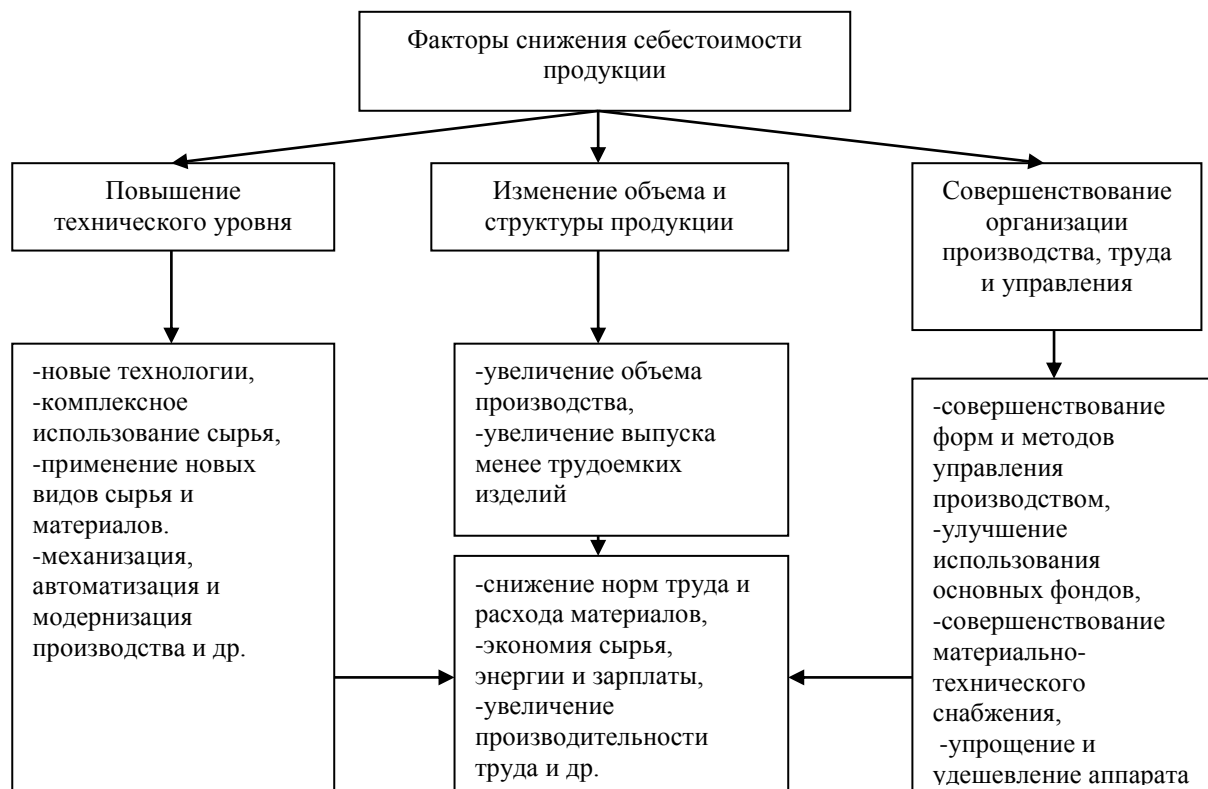 Факторы снижения себестоимости
продукции
Повышение
технического уровня
Изменение объема и
структуры продукции
Совершенствование
организации
производства, труда
и управления
-новые технологии,
-комплексное
использование сырья,
-применение новых
видов сырья и
материалов.
-механизация,
автоматизация и
модернизация
производства и др.
-увеличение объема
производства,
-увеличение выпуска
менее трудоемких
изделий
-снижение норм труда и
расхода материалов,
-экономия сырья,
энергии и зарплаты,
-увеличение
производительности
труда и др.
-совершенствование
форм и методов
управления
производством,
-улучшение
использования
основных фондов,
-совершенствование
материально-
технического
снабжения,
-упрощение и
удешевление аппарата